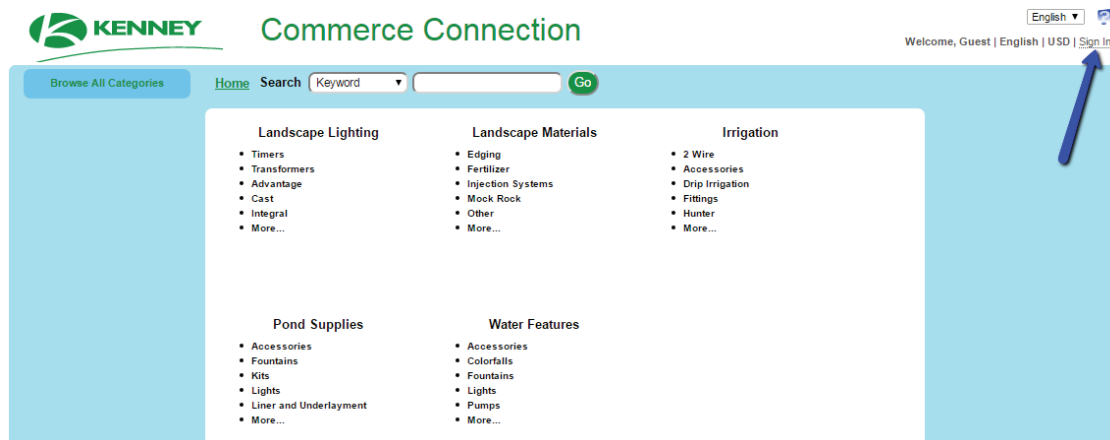 KENNEY
Commerce Connection
English
Welcome, Guest | English | USD | Sign In
Browse All Categories
Home Search Keyword Go
Landscape Lighting
Timers
Transformers
Advantage
Cast
Integral
More...
Landscape Materials
Edging
Fertilizer
Injection Systems
Mock Rock
Other
More...
Irrigation
2 Wire
Accessories
Drip Irrigation
Fittings
Hunter
More...
Pond Supplies
Accessories
Fountains
Kits
Lights
Liner and Underlayment
More...
Water Features
Accessories
Colorfalls
Fountains
Lights
Pumps
More...